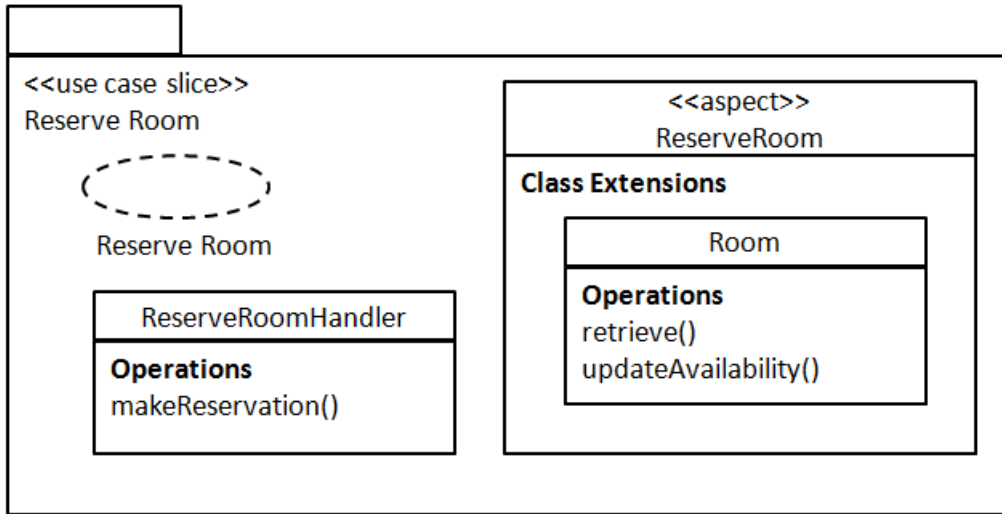 <<use case slice>>
Reserve Room
Reserve Room
ReserveRoomHandler
Operations
makeReservation()
<<aspect>>
ReserveRoom
Class Extensions
Room
Operations
retrieve()
updateAvailability()